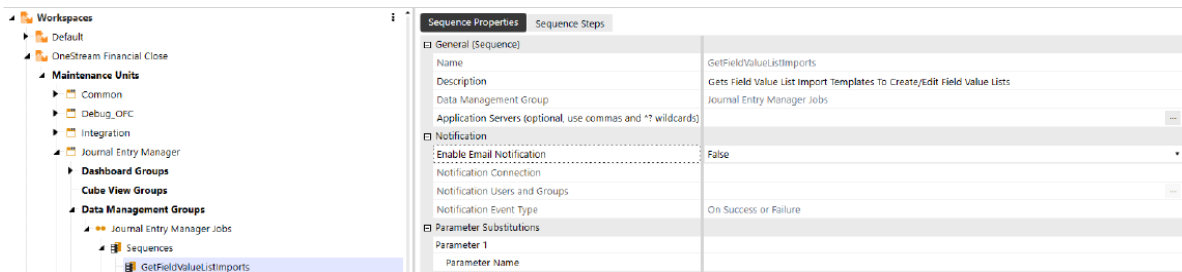 Workspaces
Default
OneStream Financial Close
Maintenance Units
Common
Debug_OFC
Integration
Journal Entry Manager
Dashboard Groups
Cube View Groups
Data Management Groups
Journal Entry Manager Jobs
Sequences
GetFieldValueListImports
Sequence Properties Sequence Steps
General (Sequence)
Name GetFieldValueListImports
Description Gets Field Value List Import Templates To Create/Edit Field Value Lists
Data Management Group Journal Entry Manager Jobs
Application Servers (optional, use commas and *? wildcards) ...
Notification
Enable Email Notification False
Notification Connection
Notification Users and Groups ...
Notification Event Type On Success or Failure
Parameter Substitutions
Parameter 1
Parameter Name